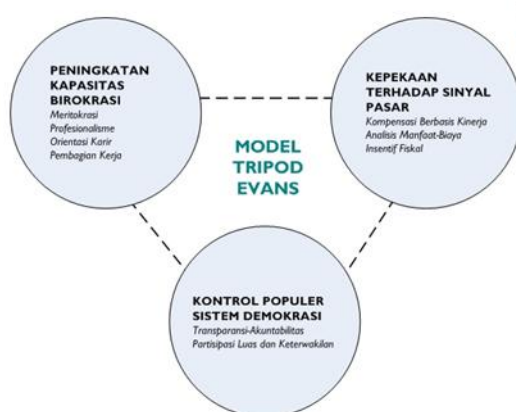 PENINGKATAN
KAPASITAS
BIROKRASI
Meritokrasi
Profesionalisme
Orientasi Karir
Pembagian Kerja
KEPEKAAN
TERHADAP SINYAL
PASAR
Kompensasi Berbasis Kinerja
Analisis Manfaat-Biaya
Insentif Fiskal
MODEL
TRIPOD
EVANS
KONTROL POPULER
SISTEM DEMOKRASI
Transparansi-Akuntabilitas
Partisipasi Luas dan Keterwakilan